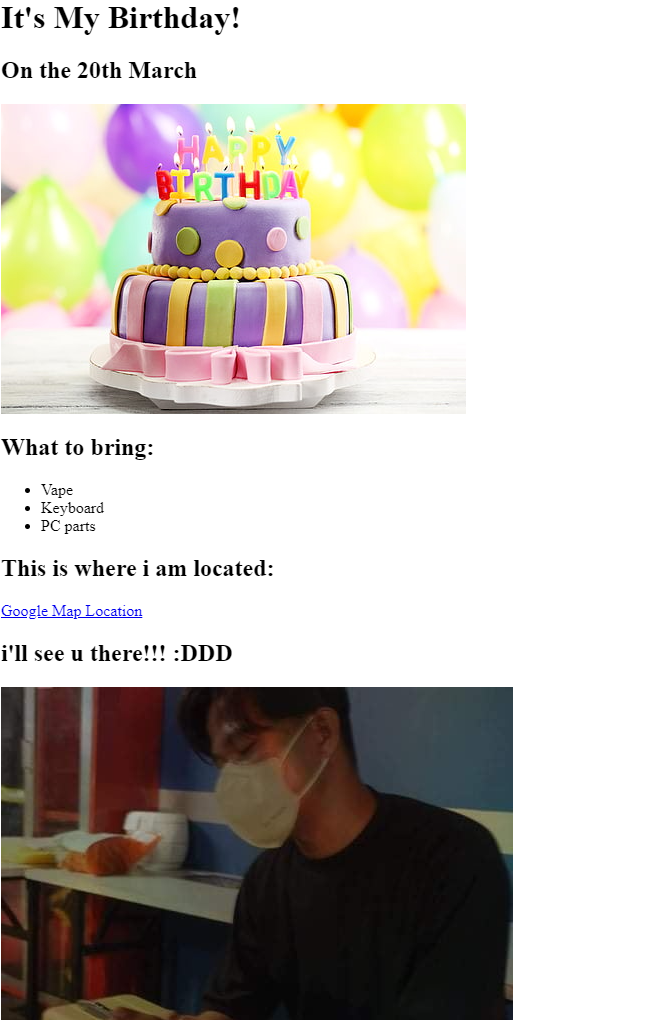 It's My Birthday!
On the 20th March
HAPPY
BIRTHDAY
What to bring:
Vape
Keyboard
PC parts
This is where i am located:
Google Map Location
i'll see u there!!! :DDD